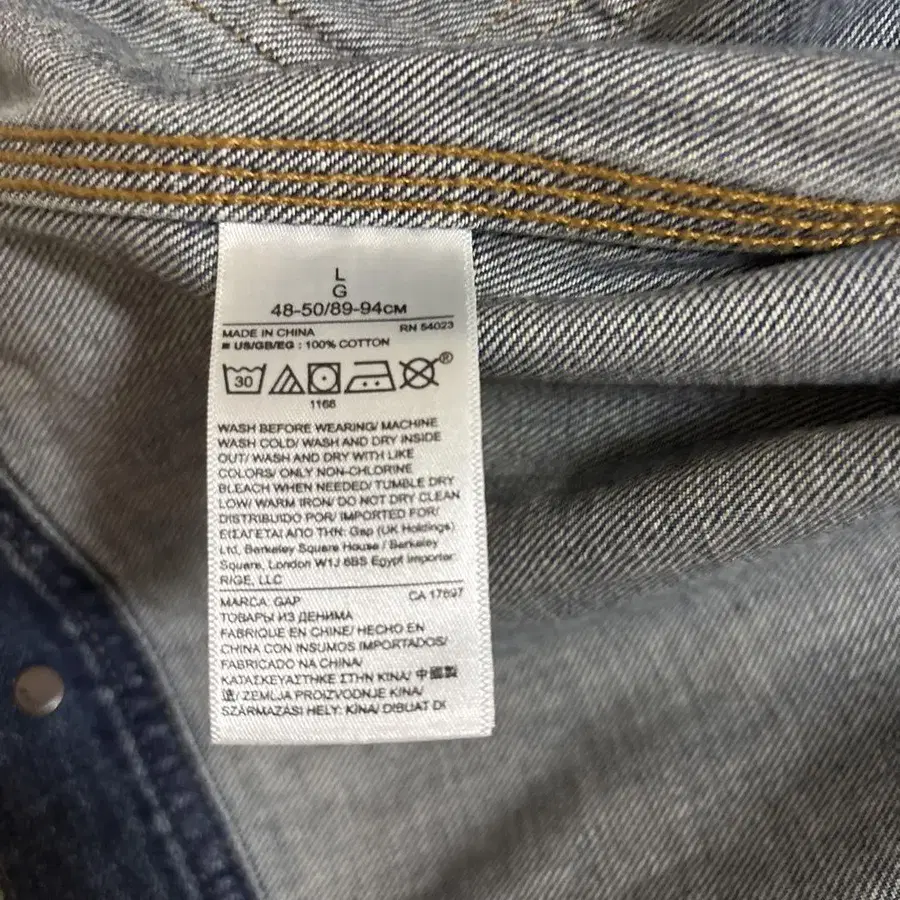 L
G
48-50/89-94CM
MADE IN CHINA RN 54023
US/GB/EG : 100% COTTON
30 ®
1168
WASH BEFORE WEARING/ MACHINE
WASH COLD/ WASH AND DRY INSIDE
OUT/ WASH AND DRY WITH LIKE
COLORS/ ONLY NON-CHLORINE
BLEACH WHEN NEEDED/ TUMBLE DRY
LOW/ WARM IRON/ DO NOT DRY CLEAN
DISTRIBUIDO POR/ IMPORTED FOR/
ΕΙΣΑΓΕΤΑΙ ΑΠΟ ΤΗΝ: Gap (UK Holdings)
Ltd, Berkeley Square House / Berkeley
Square, London W1J 6BS Egypt Importer:
RIGE, LLC
MARCA, GAP CA 17897
ТОВАРЫ ИЗ ДЕНИМА
FABRIQUE EN CHINE/ HECHO EN
CHINA CON INSUMOS IMPORTADOS/
FABRICADO NA CHINA/
ΚΑΤΑΣΚΕΥΑΣΤΗΚΕ ΣΤΗΝ ΚΙΝΑ/ 中國製
造/ ZEMLJA PROIZVODNJE KINA/
SZÁRMAZÁSI HELY: KÍNA/ DIBUAT DI